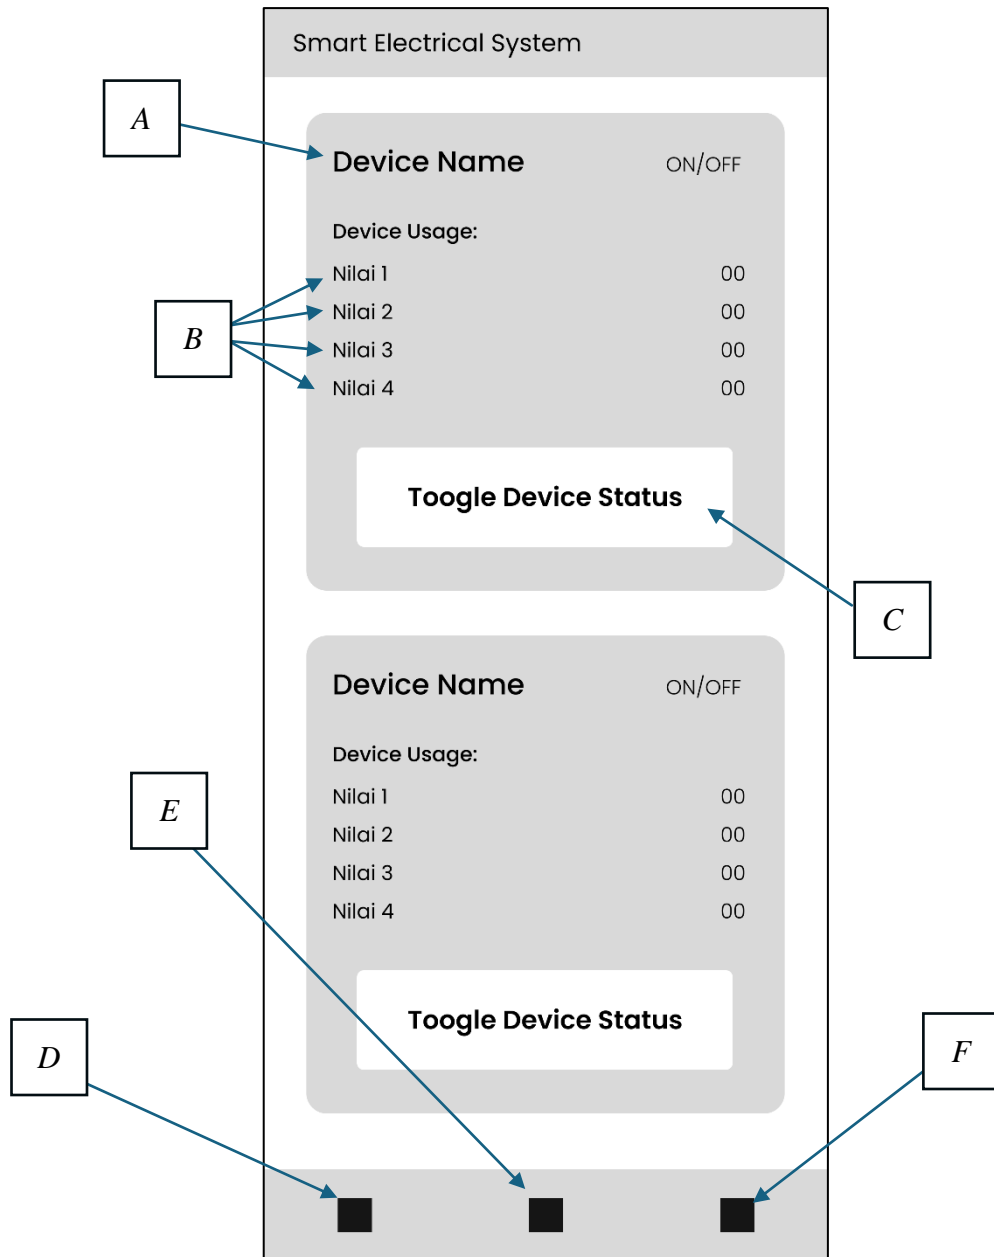 Smart Electrical System
A
Device Name ON/OFF
Device Usage:
Nilai 1 00
B
Nilai 2 00
Nilai 3 00
Nilai 4 00
Toogle Device Status
C
Device Name ON/OFF
Device Usage:
Nilai 1 00
E
Nilai 2 00
Nilai 3 00
Nilai 4 00
Toogle Device Status
D
F